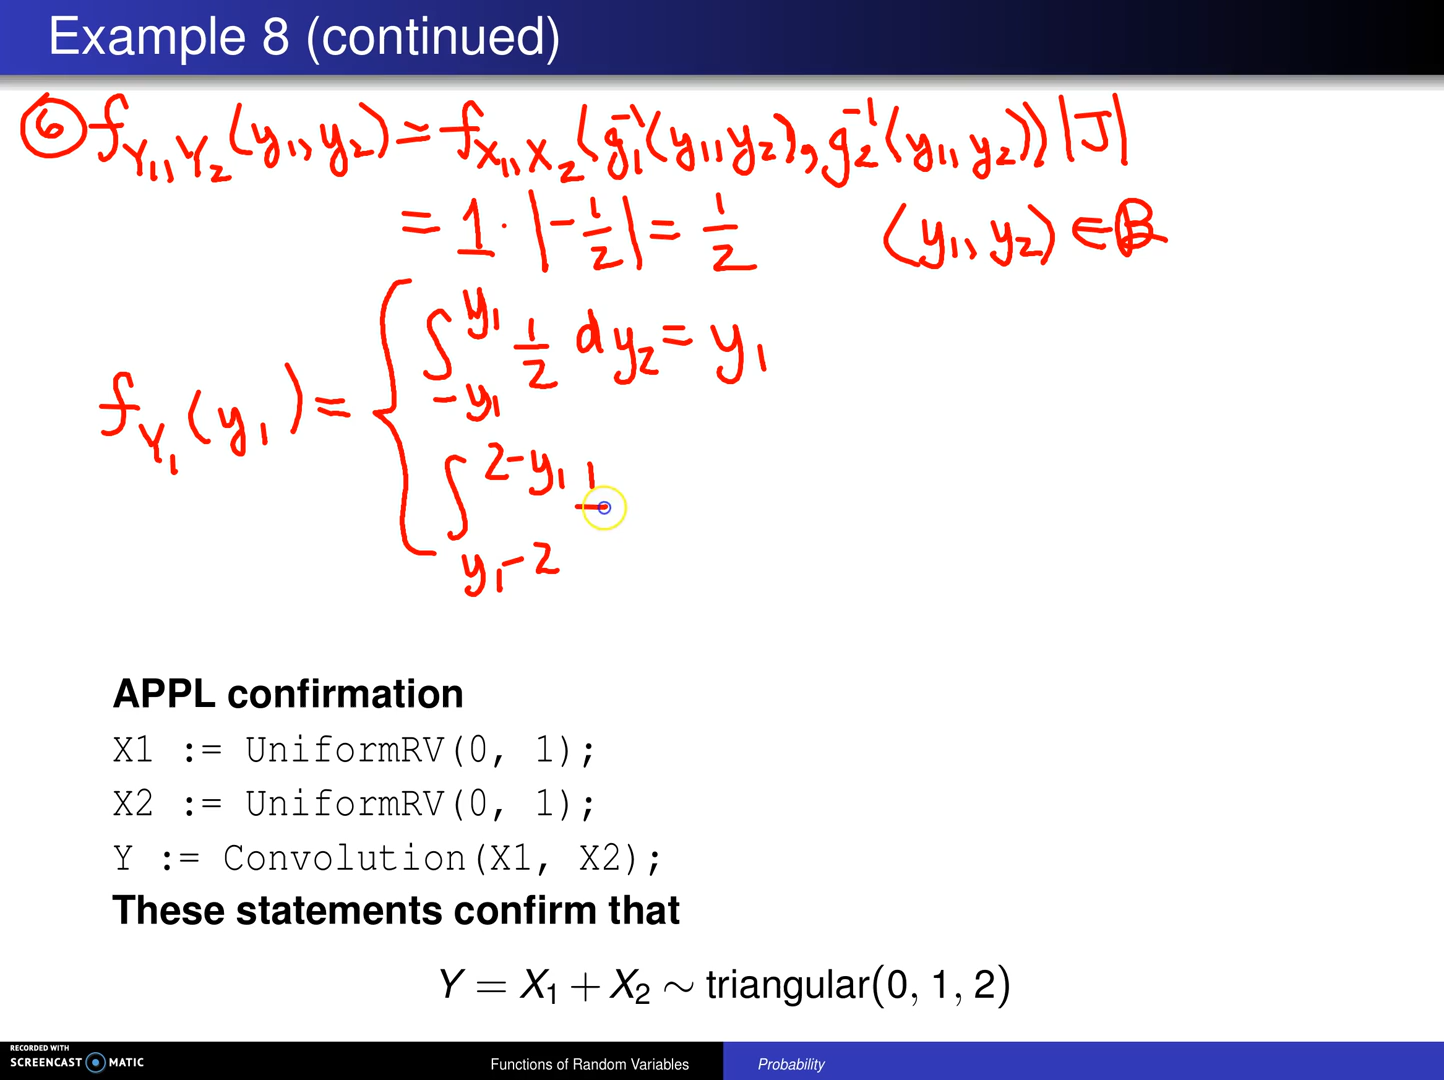 Example 8 (continued)
⑥ f_{Y₁,Y₂}(y₁, y₂) = f_{X₁,X₂}(g₁⁻¹(y₁, y₂), g₂⁻¹(y₁, y₂)) |J|
= 1 · |-1/2| = 1/2 (y₁, y₂) ∈ B
f_{Y₁}(y₁) = { ∫_{-y₁}^{y₁} 1/2 dy₂ = y₁
∫_{y₁-2}^{2-y₁} 1
APPL confirmation
X1 := UniformRV(0, 1);
X2 := UniformRV(0, 1);
Y := Convolution(X1, X2);
These statements confirm that
Y = X₁ + X₂ ∼ triangular(0, 1, 2)
RECORDED WITH
SCREENCAST MATIC
Functions of Random Variables Probability